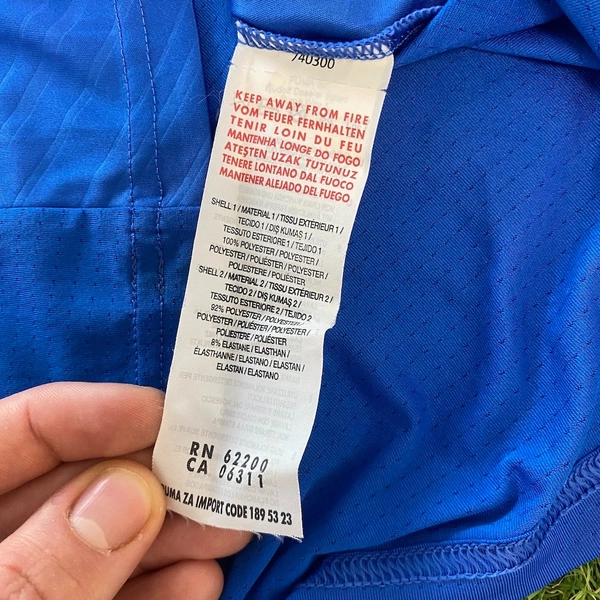 740300
KEEP AWAY FROM FIRE
VOM FEUER FERNHALTEN
TENIR LOIN DU FEU
MANTENHA LONGE DO FOGO
ATEŞTEN UZAK TUTUNUZ
TENERE LONTANO DAL FUOCO
MANTENER ALEJADO DEL FUEGO
SHELL 1 / MATERIAL 1 / TISSU EXTÉRIEUR 1 /
TECIDO 1 / DIŞ KUMAŞ 1 /
TESSUTO ESTERIORE 1 / TEJIDO 1
100% POLYESTER / POLYESTER /
POLYESTER / POLIÉSTER / POLYESTER /
POLIESTERE / POLIÉSTER
SHELL 2 / MATERIAL 2 / TISSU EXTÉRIEUR 2 /
TECIDO 2 / DIŞ KUMAŞ 2 /
TESSUTO ESTERIORE 2 / TEJIDO 2
92% POLYESTER / POLYESTER /
POLYESTER / POLIÉSTER / POLYESTER /
POLIESTERE / POLIÉSTER
8% ELASTANE / ELASTHAN /
ÉLASTHANNE / ELASTANO / ELASTAN /
ELASTAN / ELASTANO
RN 62200
CA 06311
PUMA ZA IMPORT CODE 189 53 23